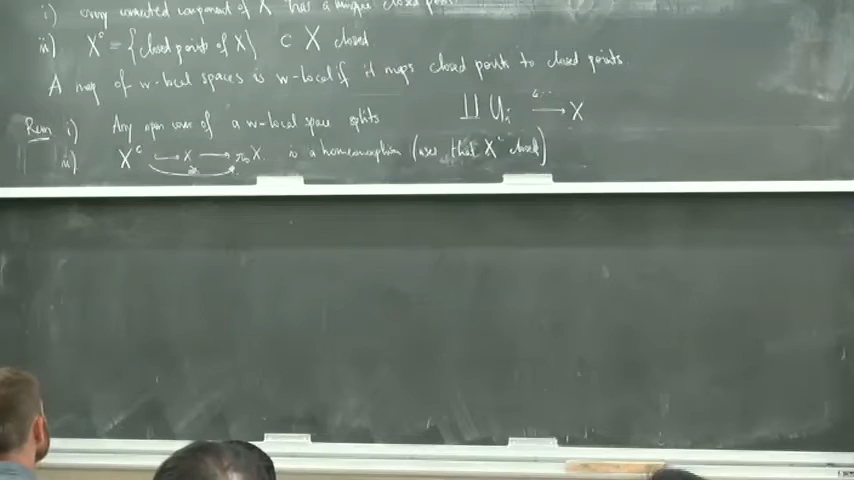 i) every connected component of X has a unique closed point
ii) X^c = {closed points of X} ⊂ X closed
A map of w-local spaces is w-local if it maps closed points to closed points
Rem i) Any open cover of a w-local space splits ∐ U_i → X
ii) X^c ↪ X → π_0 X is a homeomorphism (uses that X^c closed)